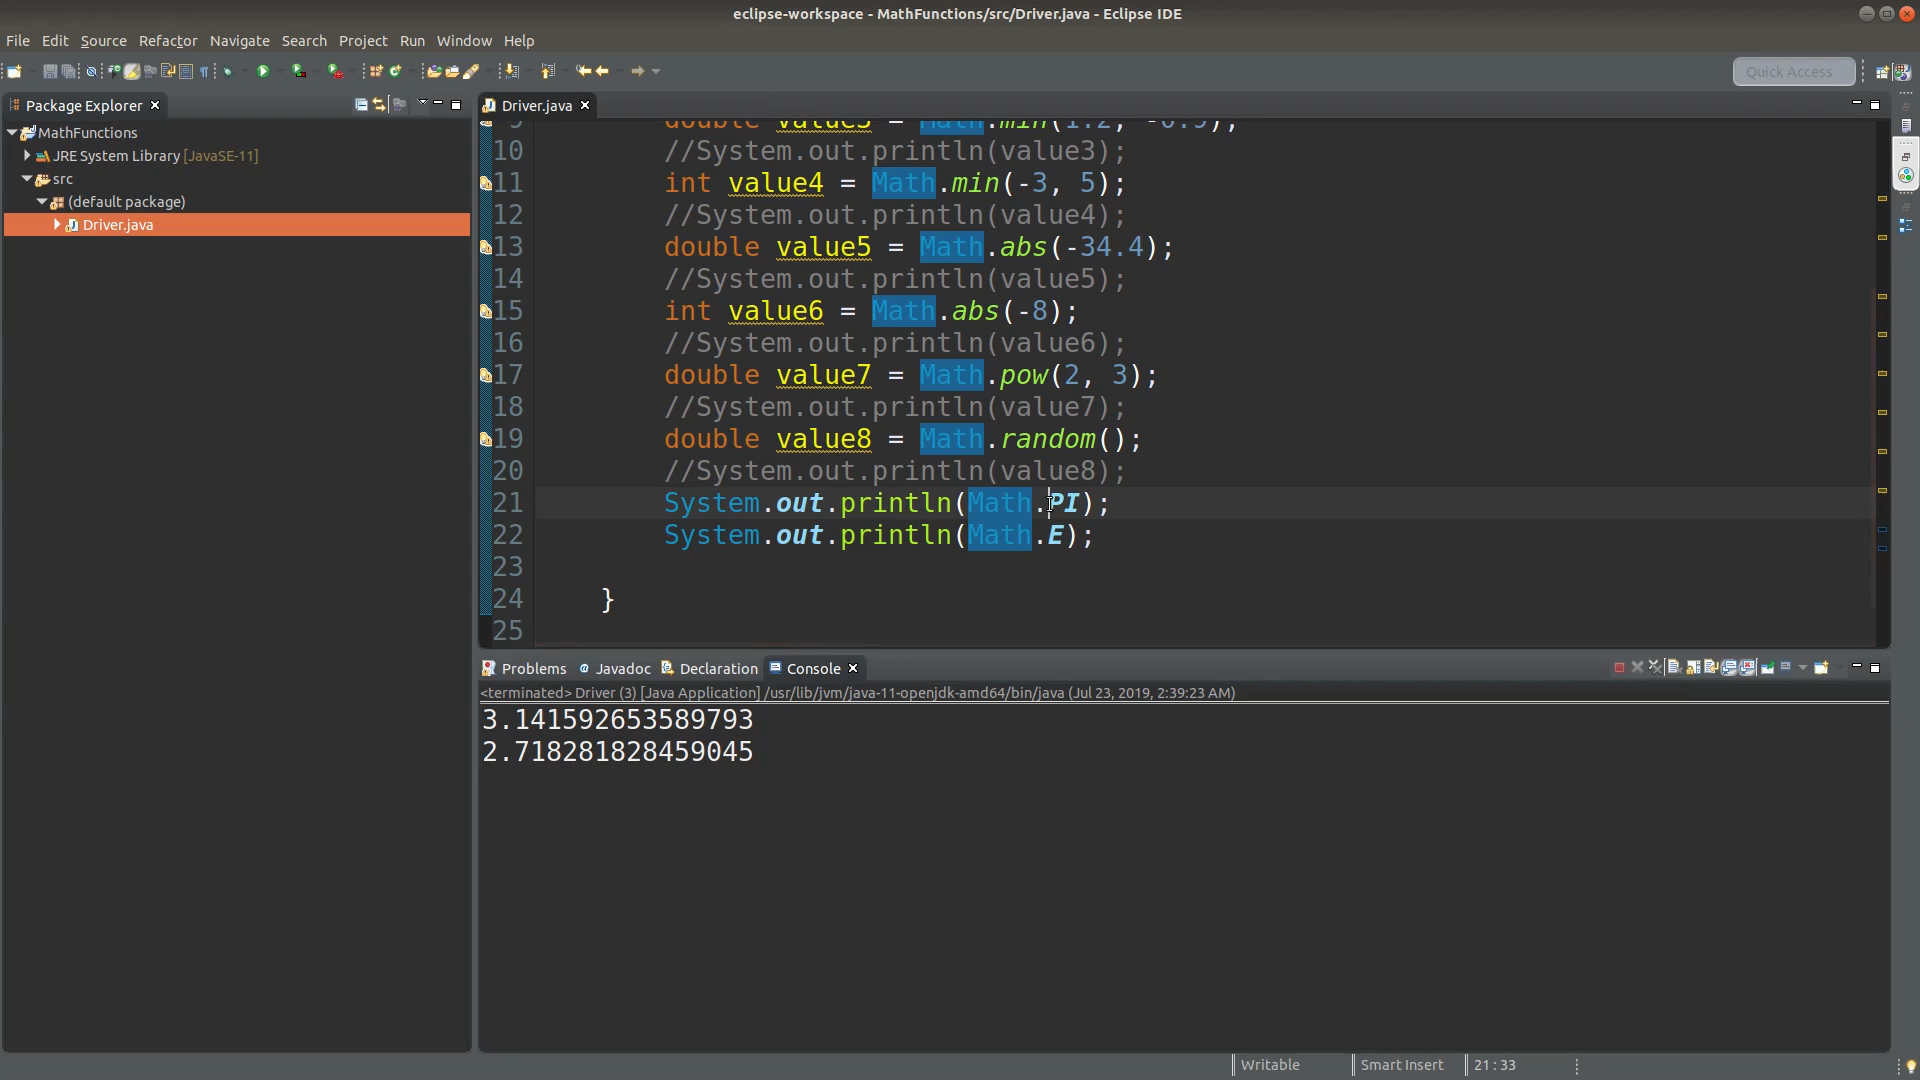 eclipse-workspace - MathFunctions/src/Driver.java - Eclipse IDE
File Edit Source Refactor Navigate Search Project Run Window Help
Quick Access
Package Explorer
MathFunctions
JRE System Library [JavaSE-11]
src
(default package)
Driver.java
Driver.java
9 double value3 = Math.min(1.2, -0.9);
10 //System.out.println(value3);
11 int value4 = Math.min(-3, 5);
12 //System.out.println(value4);
13 double value5 = Math.abs(-34.4);
14 //System.out.println(value5);
15 int value6 = Math.abs(-8);
16 //System.out.println(value6);
17 double value7 = Math.pow(2, 3);
18 //System.out.println(value7);
19 double value8 = Math.random();
20 //System.out.println(value8);
21 System.out.println(Math.PI);
22 System.out.println(Math.E);
23
24 }
25
Problems Javadoc Declaration Console
<terminated> Driver (3) [Java Application] /usr/lib/jvm/java-11-openjdk-amd64/bin/java (Jul 23, 2019, 2:39:23 AM)
3.141592653589793
2.718281828459045
Writable Smart Insert 21 : 33